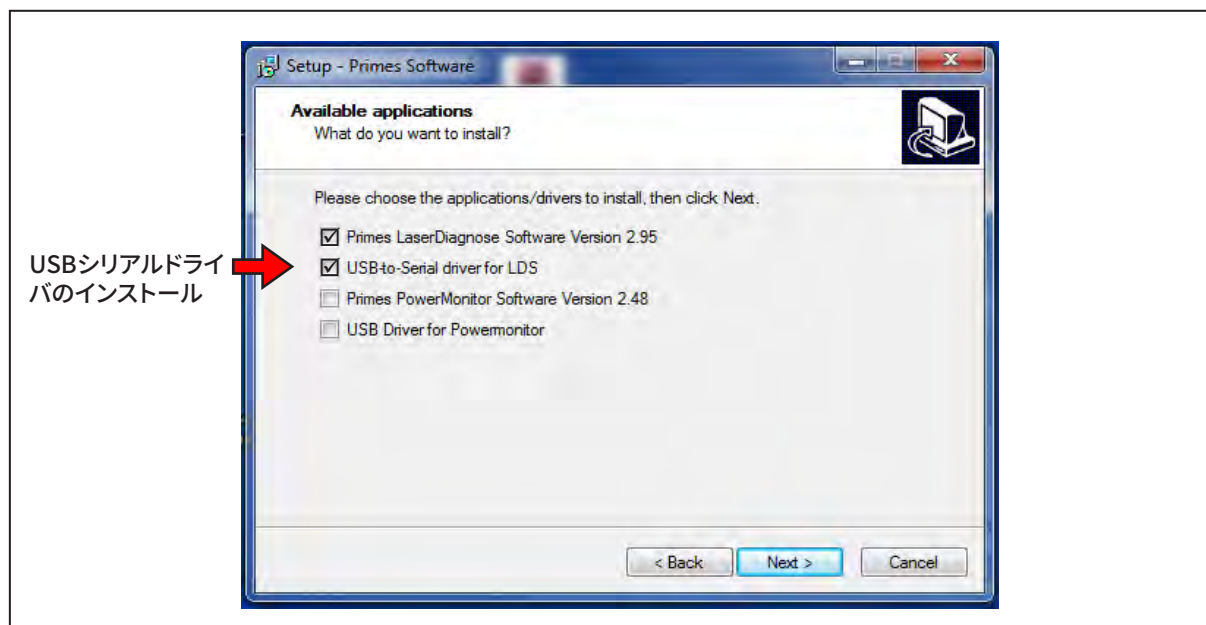 Setup - Primes Software
Available applications
What do you want to install?
Please choose the applications/drivers to install, then click Next.
Primes LaserDiagnose Software Version 2.95
USBシリアルドライ
バのインストール
USB-to-Serial driver for LDS
Primes PowerMonitor Software Version 2.48
USB Driver for Powermonitor
< Back
Next >
Cancel